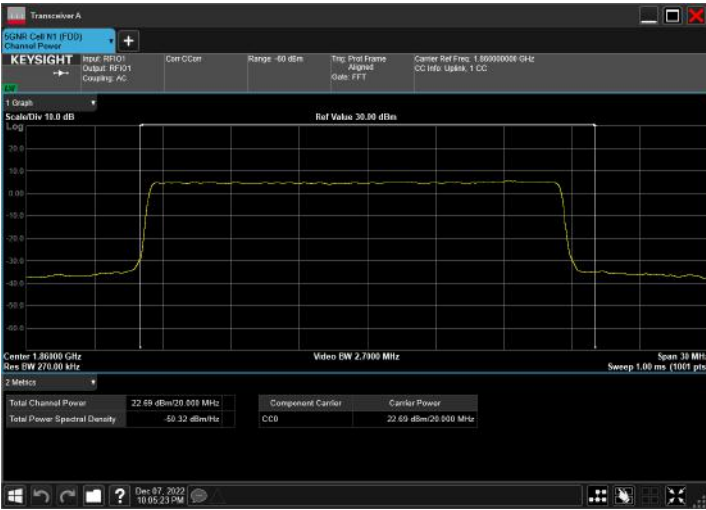 Transceiver A
5GNR Cell N1 (FDD)
Channel Power
KEYSIGHT
Input: RFIO1
Output: RFIO1
Coupling: AC
Corr CCorr
Range -60 dBm
Trig: Prof Frame
Aligned
Gate: FFT
Carrier Ref Freq: 1.860000000 GHz
CC Info: Uplink, 1 CC
1 Graph
Scale/Div 10.0 dB
Ref Value 30.00 dBm
Log
20.0
10.0
0.00
-10.0
-20.0
-30.0
-40.0
-50.0
-60.0
Center 1.86000 GHz
Video BW 2.7000 MHz
Span 30 MH
Res BW 270.00 kHz
Sweep 1.00 ms (1001 pts
2 Metrics
Total Channel Power 22.69 dBm/20.000 MHz
Total Power Spectral Density -50.32 dBm/Hz
Component Carrier Carrier Power
CC0 22.69 dBm/20.000 MHz
Dec 07, 2022
10:05:23 PM